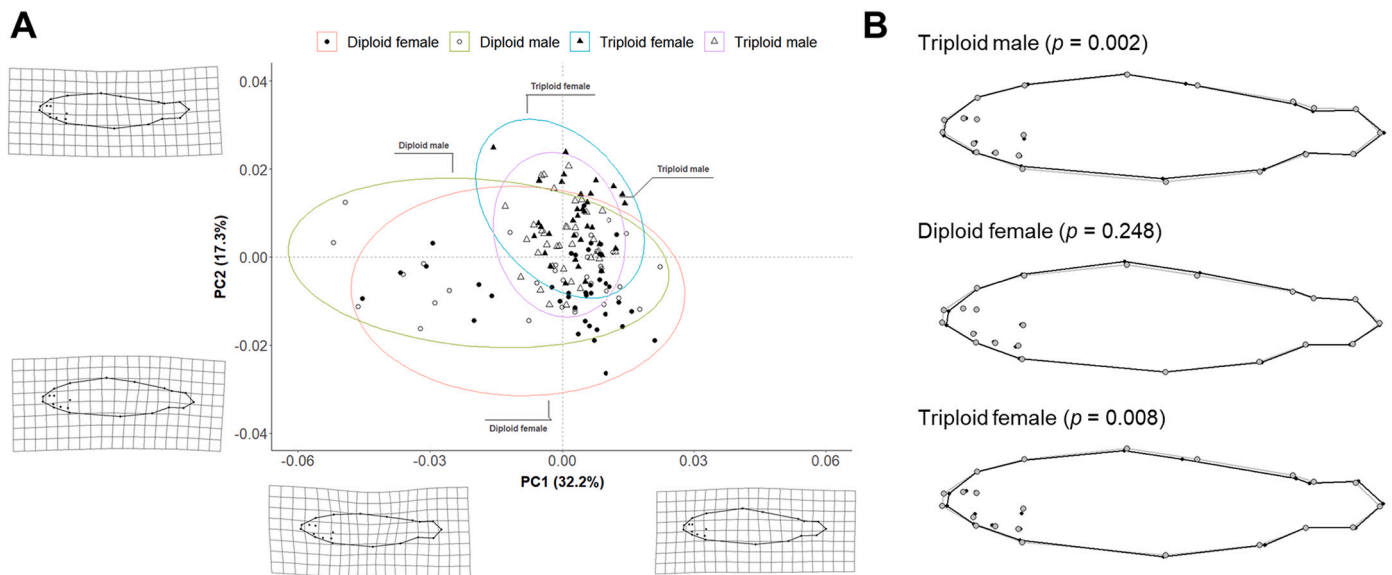 A
Diploid female
Diploid male
Triploid female
Triploid male
0.04
0.02
0.00
-0.02
-0.04
PC2 (17.3%)
Triploid female
Diploid male
Triploid male
Diploid female
-0.06
-0.03
0.00
0.03
0.06
PC1 (32.2%)
B
Triploid male (p = 0.002)
Diploid female (p = 0.248)
Triploid female (p = 0.008)